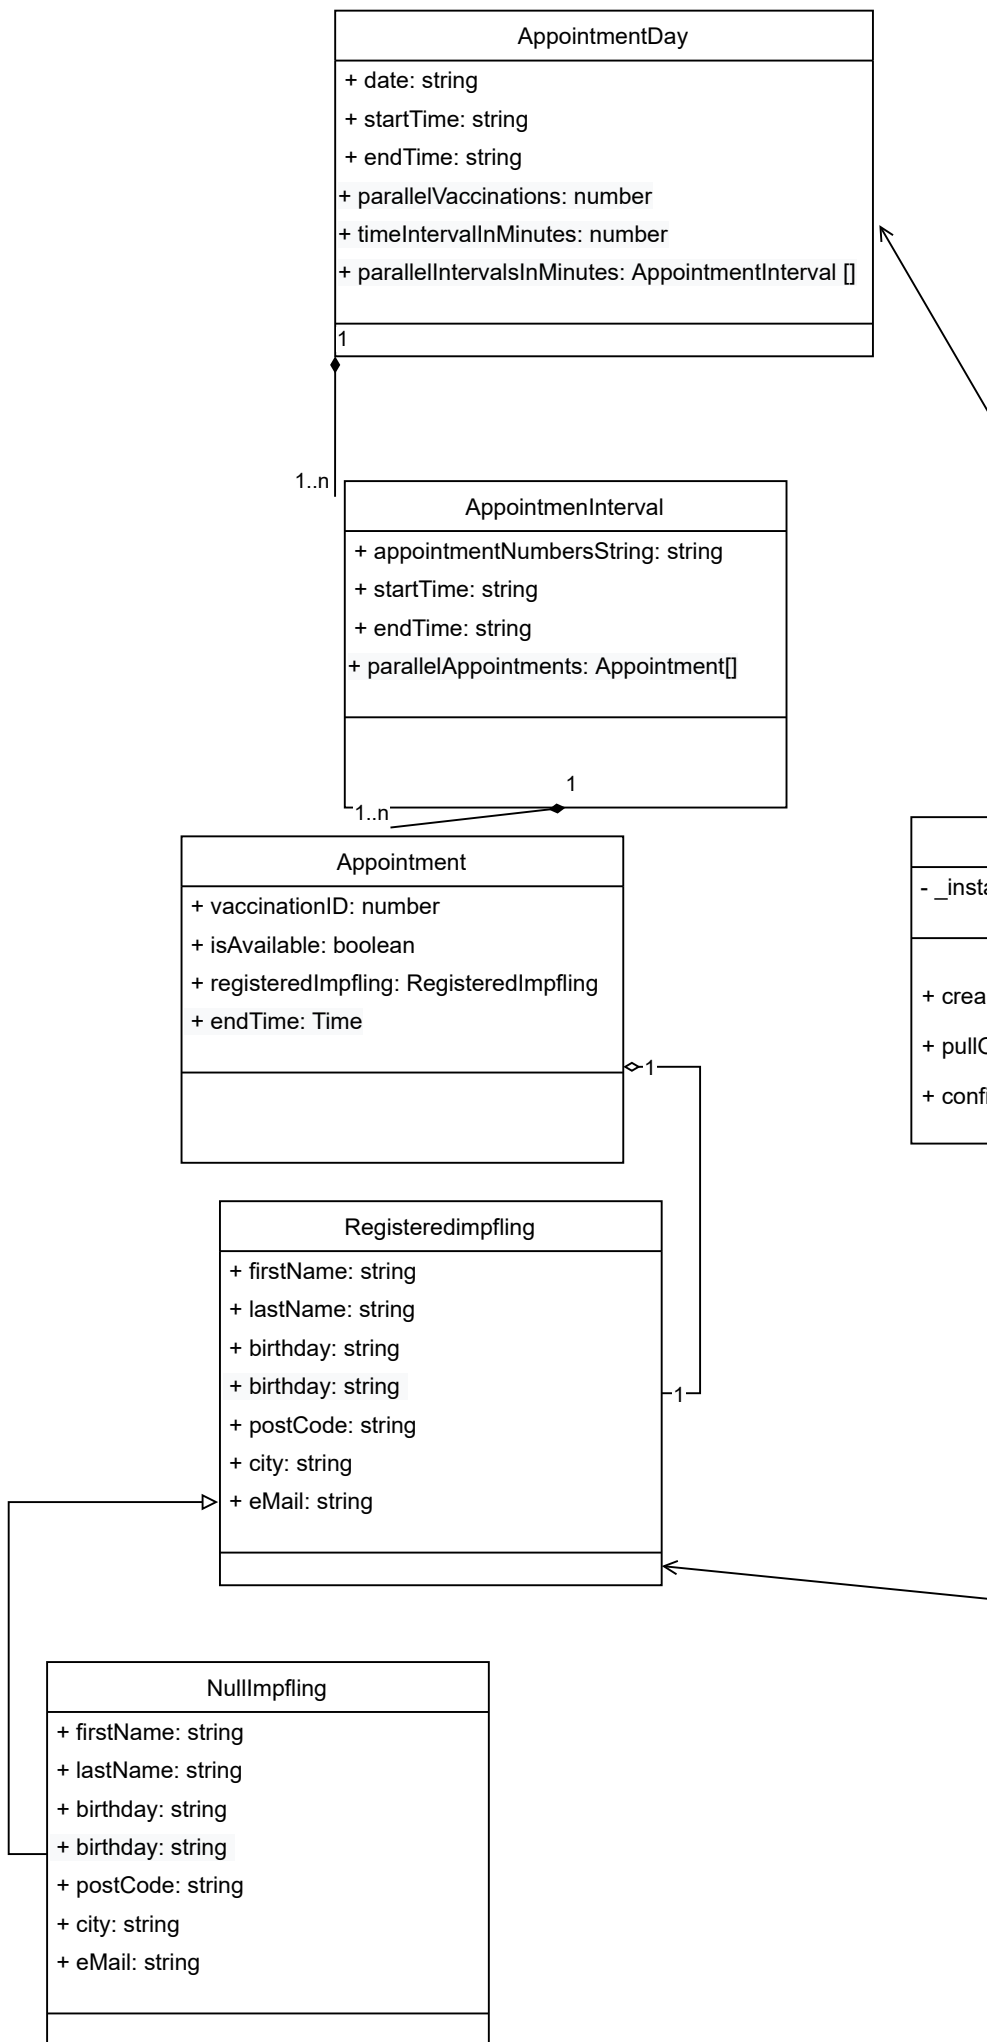 AppointmentDay
+ date: string
+ startTime: string
+ endTime: string
+ parallelVaccinations: number
+ timeIntervalInMinutes: number
+ parallelIntervalsInMinutes: AppointmentInterval []
1
1..n
AppointmenInterval
+ appointmentNumbersString: string
+ startTime: string
+ endTime: string
+ parallelAppointments: Appointment[]
1
1..n
Appointment
+ vaccinationID: number
+ isAvailable: boolean
+ registeredImpfling: RegisteredImpfling
+ endTime: Time
1
Registeredimpfling
+ firstName: string
+ lastName: string
+ birthday: string
+ birthday: string
+ postCode: string
+ city: string
+ eMail: string
1
NullImpfling
+ firstName: string
+ lastName: string
+ birthday: string
+ birthday: string
+ postCode: string
+ city: string
+ eMail: string
-
+
+
+